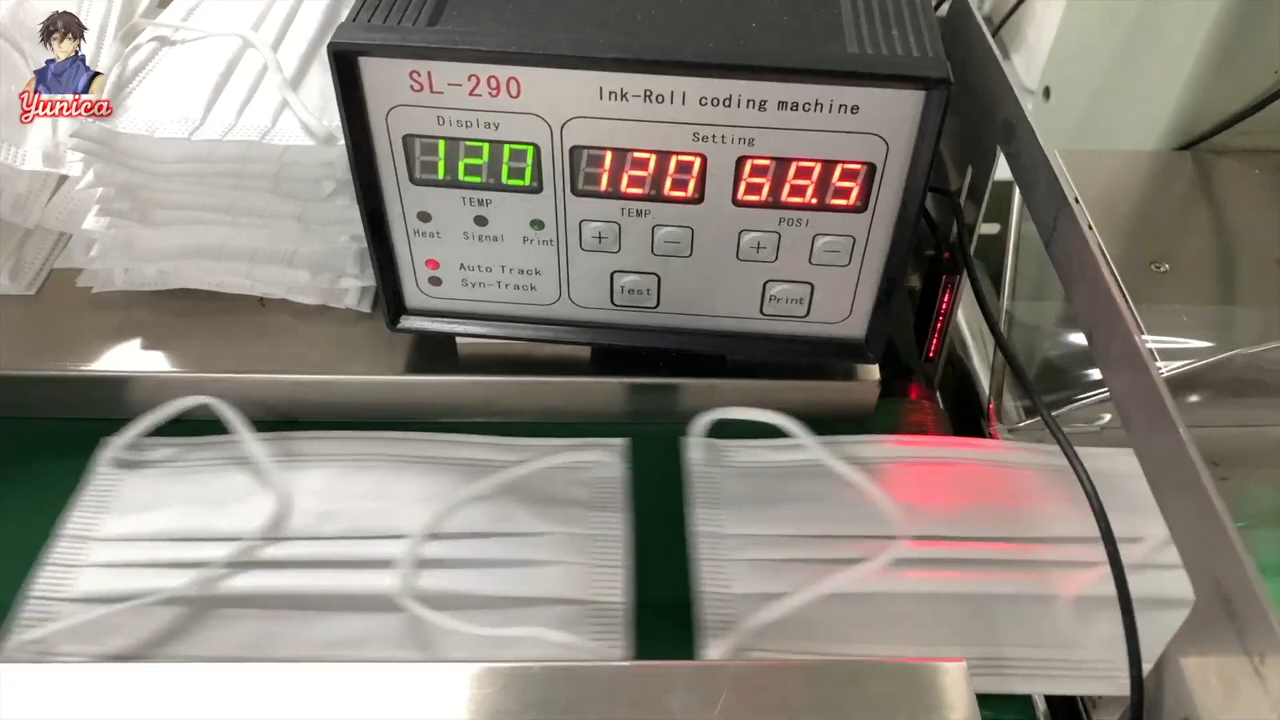 Yunica
SL-290
Ink-Roll coding machine
Display
Setting
120
120
68.5
TEMP.
TEMP.
POSI.
Heat
Signal
Print
+
−
+
−
Auto Track
Syn-Track
Test
Print